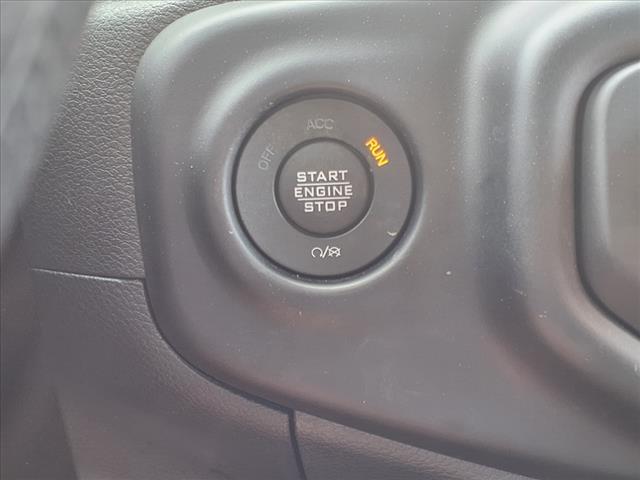 OFF
ACC
RUN
START
ENGINE
STOP